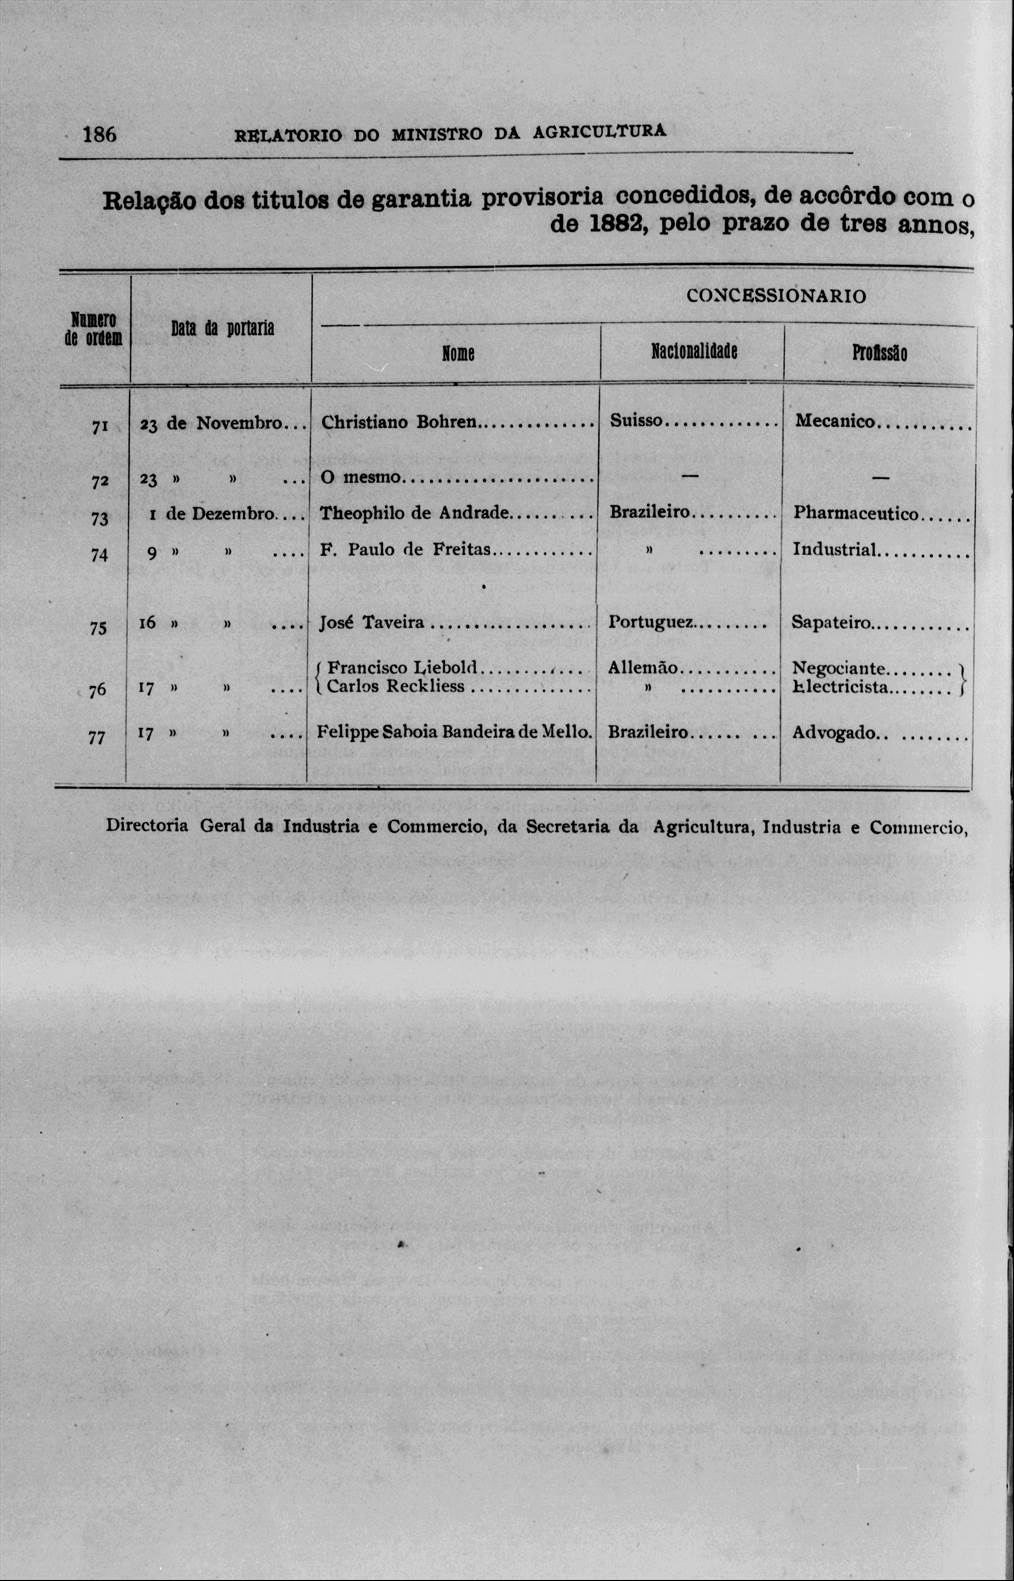 186 RELATORIO DO MINISTRO DA AGRICULTURA
Relação dos titulos de garantia provisoria concedidos, de accôrdo com o
de 1882, pelo prazo de tres annos,
Numero de ordem
Data da portaria
CONCESSIONARIO
Nome
Nacionalidade
Profissão
71 23 de Novembro... Christiano Bohren.............. Suisso............. Mecanico...........
72 23 » » ... O mesmo...................... — —
73 1 de Dezembro.... Theophilo de Andrade.......... Brazileiro.......... Pharmaceutico......
74 9 » » .... F. Paulo de Freitas............ » ......... Industrial...........
75 16 » » .... José Taveira ................... Portuguez......... Sapateiro............
76 17 » » .... { Francisco Liebold............ Allemão........... Negociante........ }
{ Carlos Reckliess .............. » ........... Electricista........ }
77 17 » » .... Felippe Saboia Bandeira de Mello. Brazileiro......... Advogado..........
Directoria Geral da Industria e Commercio, da Secretaria da Agricultura, Industria e Commercio,